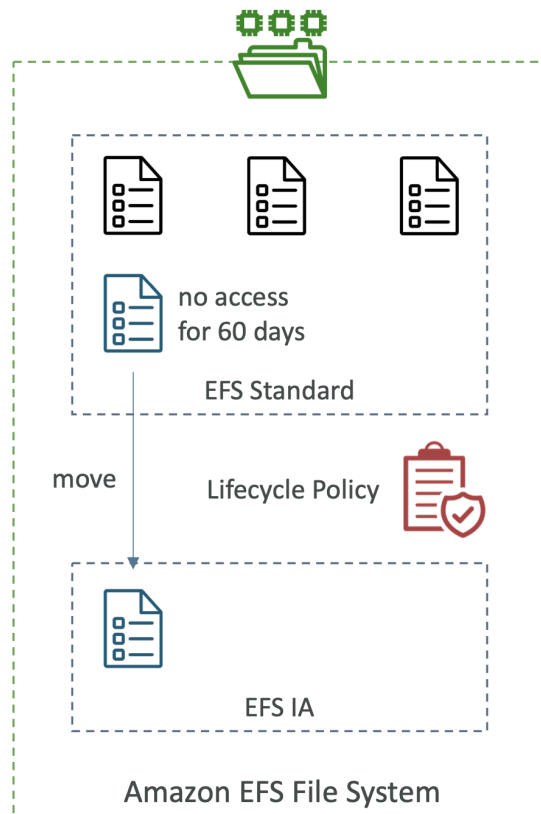 no access
for 60 days
EFS Standard
move
Lifecycle Policy
EFS IA
Amazon EFS File System